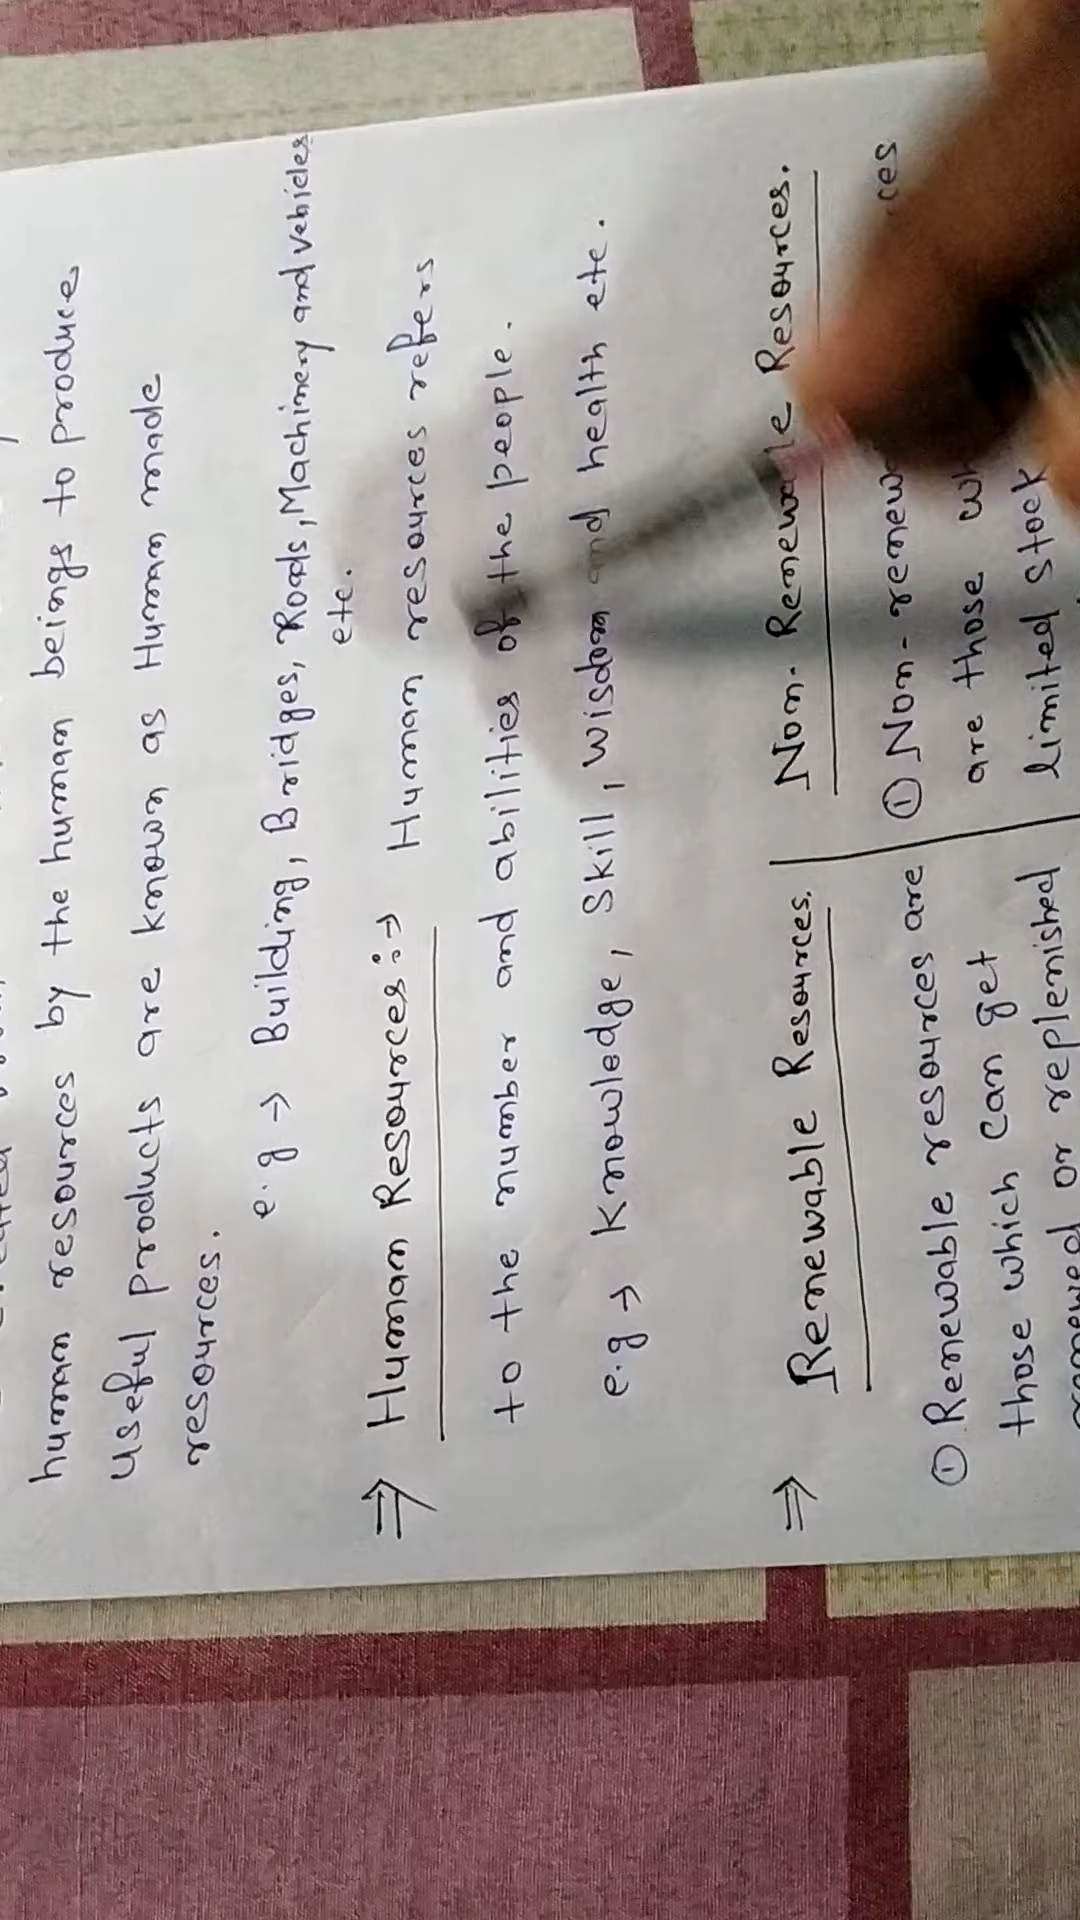 human resources by the human beings to produce
useful products are known as Human made
resources.
e.g → Building, Bridges, Roads, Machinery and vehicles
etc.
⇒ Human Resources :→ Human resources refers
to the number and abilities of the people.
e.g → Knowledge, Skill, wisdom and health etc.
⇒ Renewable Resources. | Non-Renewable Resources.
① Renewable resources are
those which can get
renewed or replenished
① Non-renew
are those
limited stock